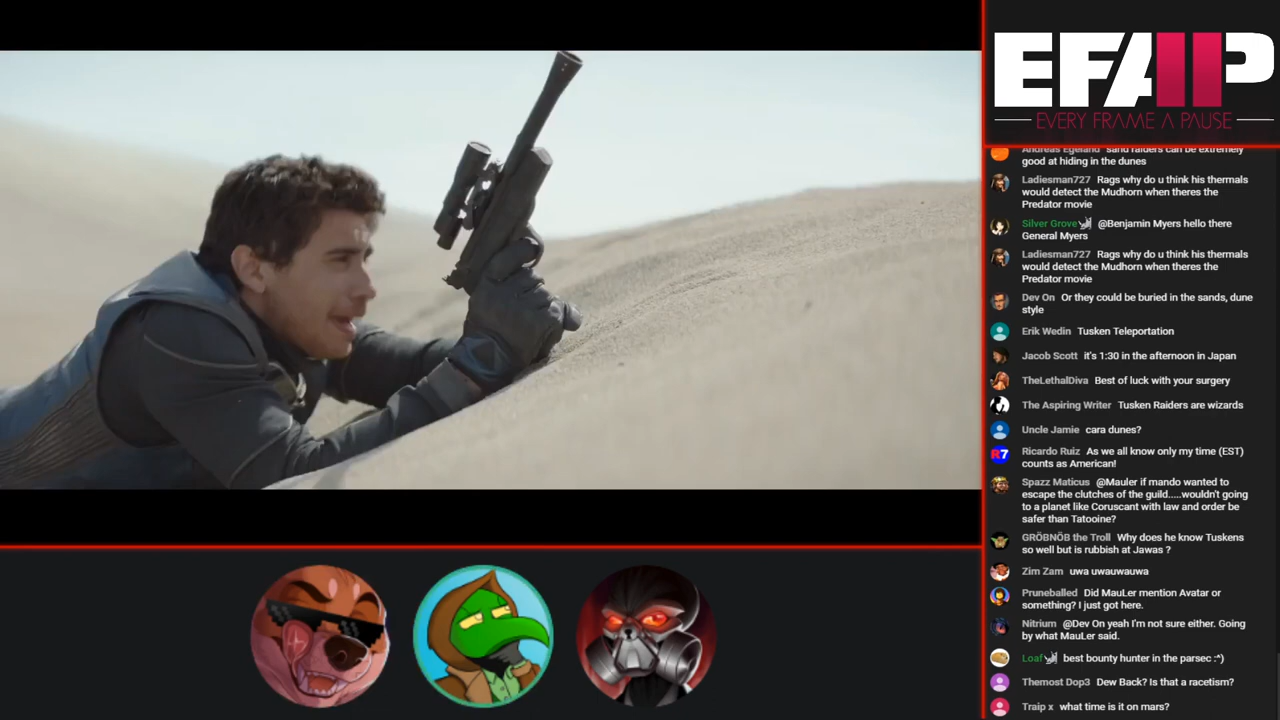 EFAP
EVERY FRAME A PAUSE
Andreas Egeland sand raiders can be extremely
good at hiding in the dunes
Ladiesman727 Rags why do u think his thermals
would detect the Mudhorn when theres the
Predator movie
Silver Grove @Benjamin Myers hello there
General Myers
Ladiesman727 Rags why do u think his thermals
would detect the Mudhorn when theres the
Predator movie
Dev On Or they could be buried in the sands, dune
style
Erik Wedin Tusken Teleportation
Jacob Scott it's 1:30 in the afternoon in Japan
TheLethalDiva Best of luck with your surgery
The Aspiring Writer Tusken Raiders are wizards
Uncle Jamie cara dunes?
R7 Ricardo Ruiz As we all know only my time (EST)
counts as American!
Spazz Maticus @Mauler if mando wanted to
escape the clutches of the guild.....wouldn't going
to a planet like Coruscant with law and order be
safer than Tatooine?
GRÖBNÖB the Troll Why does he know Tuskens
so well but is rubbish at Jawas ?
Zim Zam uwa uwauwauwa
Pruneballed Did MauLer mention Avatar or
something? I just got here.
Nitrium @Dev On yeah I'm not sure either. Going
by what MauLer said.
Loaf best bounty hunter in the parsec :^)
Themost Dop3 Dew Back? Is that a racetism?
Traip x what time is it on mars?